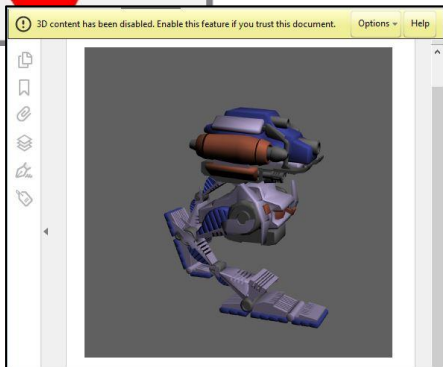 3D content has been disabled. Enable this feature if you trust this document. Options Help